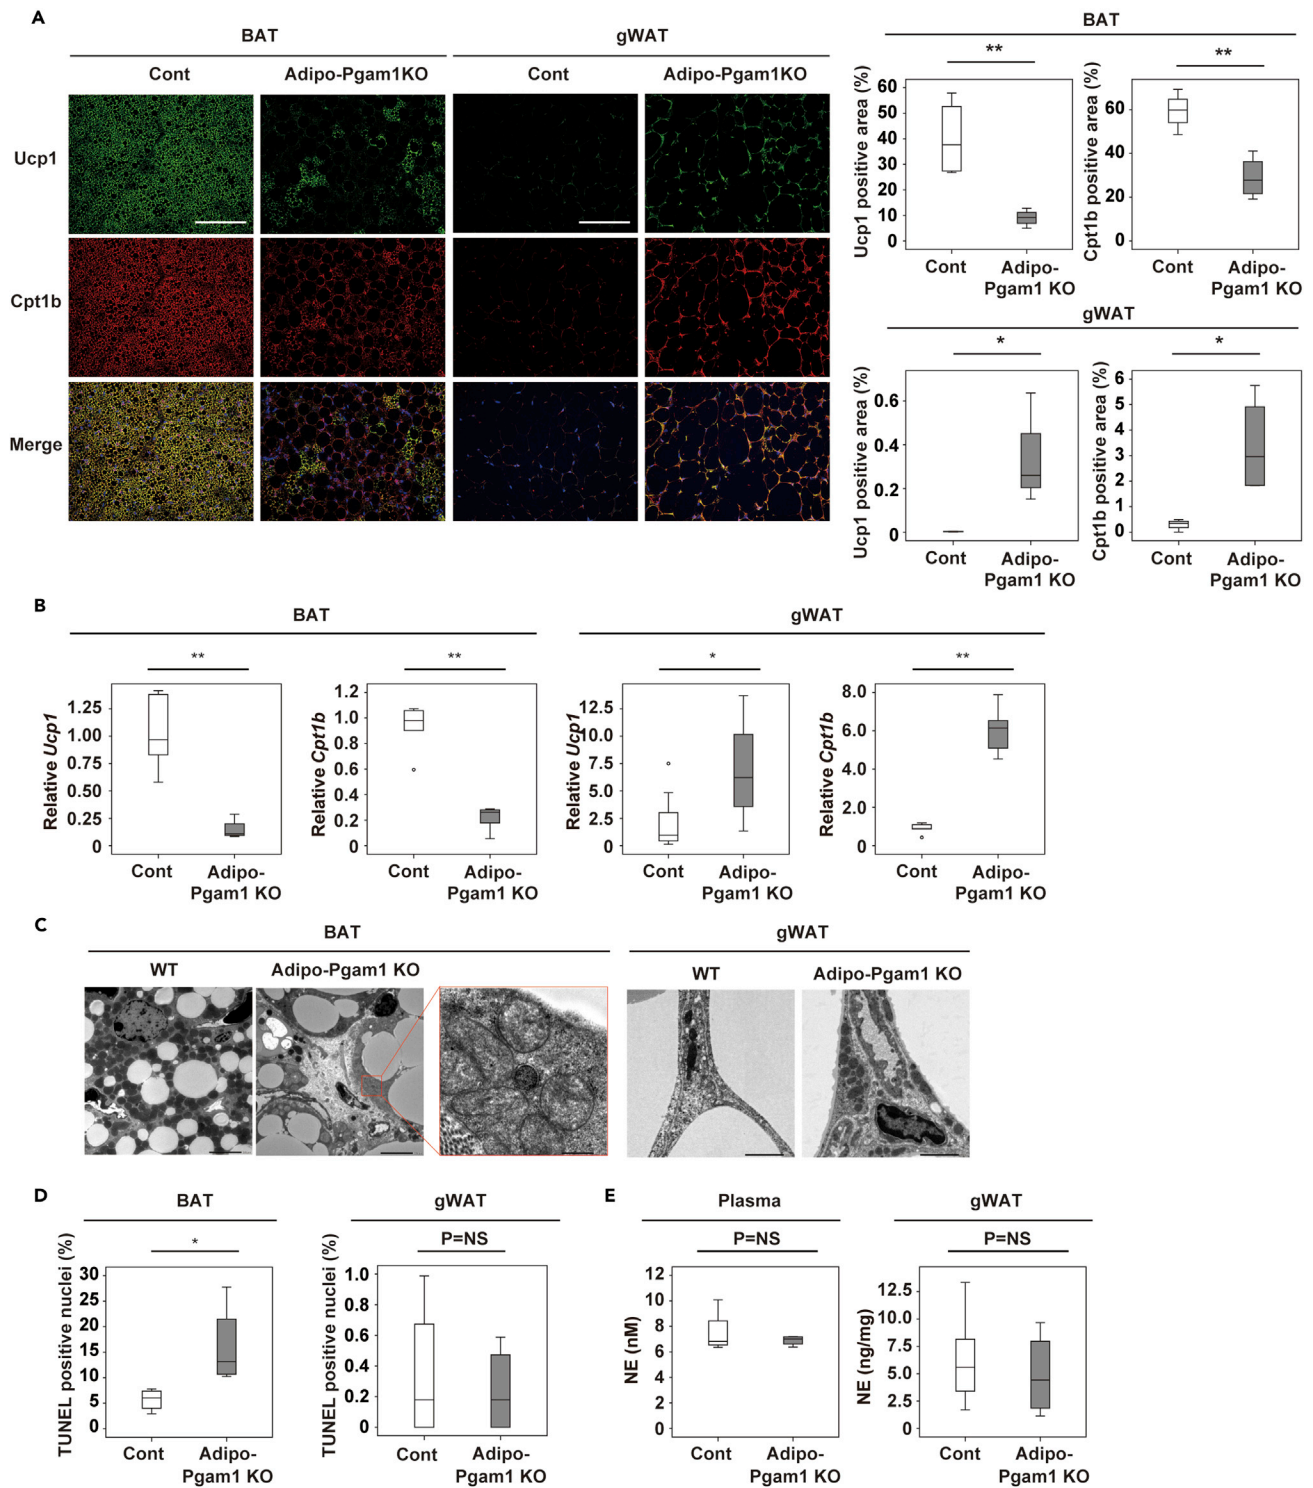 A
BAT
gWAT
Cont
Adipo-Pgam1KO
Cont
Adipo-Pgam1KO
Ucp1
Cpt1b
Merge
BAT
**
Ucp1 positive area (%)
60
50
40
30
20
10
0
Cont
Adipo-
Pgam1 KO
**
Cpt1b positive area (%)
60
40
20
0
Cont
Adipo-
Pgam1 KO
gWAT
*
Ucp1 positive area (%)
0.6
0.4
0.2
0
Cont
Adipo-
Pgam1 KO
*
Cpt1b positive area (%)
6
5
4
3
2
1
0
Cont
Adipo-
Pgam1 KO
B
BAT
**
Relative Ucp1
1.25
1.00
0.75
0.50
0.25
0
Cont
Adipo-
Pgam1 KO
**
Relative Cpt1b
1.2
1.0
0.8
0.6
0.4
0.2
0
Cont
Adipo-
Pgam1 KO
gWAT
*
Relative Ucp1
12.5
10.0
7.5
5.0
2.5
0
Cont
Adipo-
Pgam1 KO
**
Relative Cpt1b
8.0
6.0
4.0
2.0
0
Cont
Adipo-
Pgam1 KO
C
BAT
WT
Adipo-Pgam1 KO
gWAT
WT
Adipo-Pgam1 KO
D
BAT
*
TUNEL positive nuclei (%)
30
25
20
15
10
5
0
Cont
Adipo-
Pgam1 KO
gWAT
P=NS
TUNEL positive nuclei (%)
1.0
0.8
0.6
0.4
0.2
0
Cont
Adipo-
Pgam1 KO
E
Plasma
P=NS
NE (nM)
12
10
8
6
4
2
0
Cont
Adipo-
Pgam1 KO
gWAT
P=NS
NE (ng/mg)
12.5
10.0
7.5
5.0
2.5
0
Cont
Adipo-
Pgam1 KO